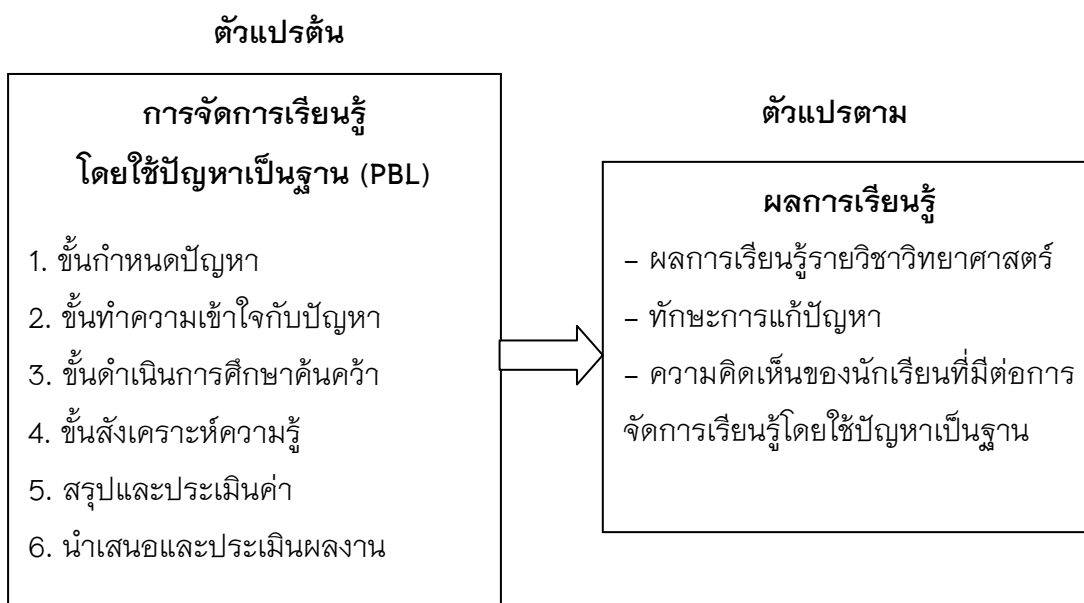 ตัวแปรต้น
การจัดการเรียนรู้
โดยใช้ปัญหาเป็นฐาน (PBL)
1. ขั้นกำหนดปัญหา
2. ขั้นทำความเข้าใจกับปัญหา
3. ขั้นดำเนินการศึกษาค้นคว้า
4. ขั้นสังเคราะห์ความรู้
5. สรุปและประเมินค่า
6. นำเสนอและประเมินผลงาน
ตัวแปรตาม
ผลการเรียนรู้
- ผลการเรียนรู้รายวิชาวิทยาศาสตร์
- ทักษะการแก้ปัญหา
- ความคิดเห็นของนักเรียนที่มีต่อการ
จัดการเรียนรู้โดยใช้ปัญหาเป็นฐาน